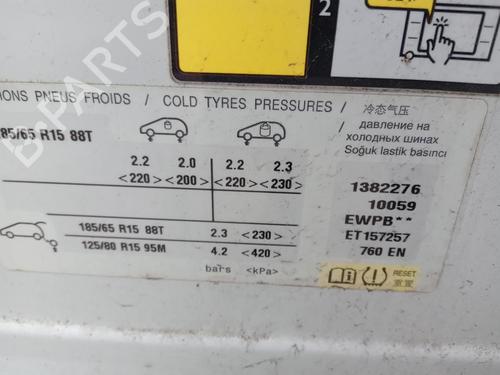 2
IONS PNEUS FROIDS / COLD TYRES PRESSURES / 冷态气压
/ давление на
холодных шинах
Soğuk lastik basıncı
185/65 R15 88T
2.2 2.0 2.2 2.3
<220> <200> <220> <230>
1382276
10059
EWPB**
ET157257
760 EN
185/65 R15 88T 2.3 <230>
125/80 R15 95M 4.2 <420>
bars <kPa>
RESET
重置
B-PARTS